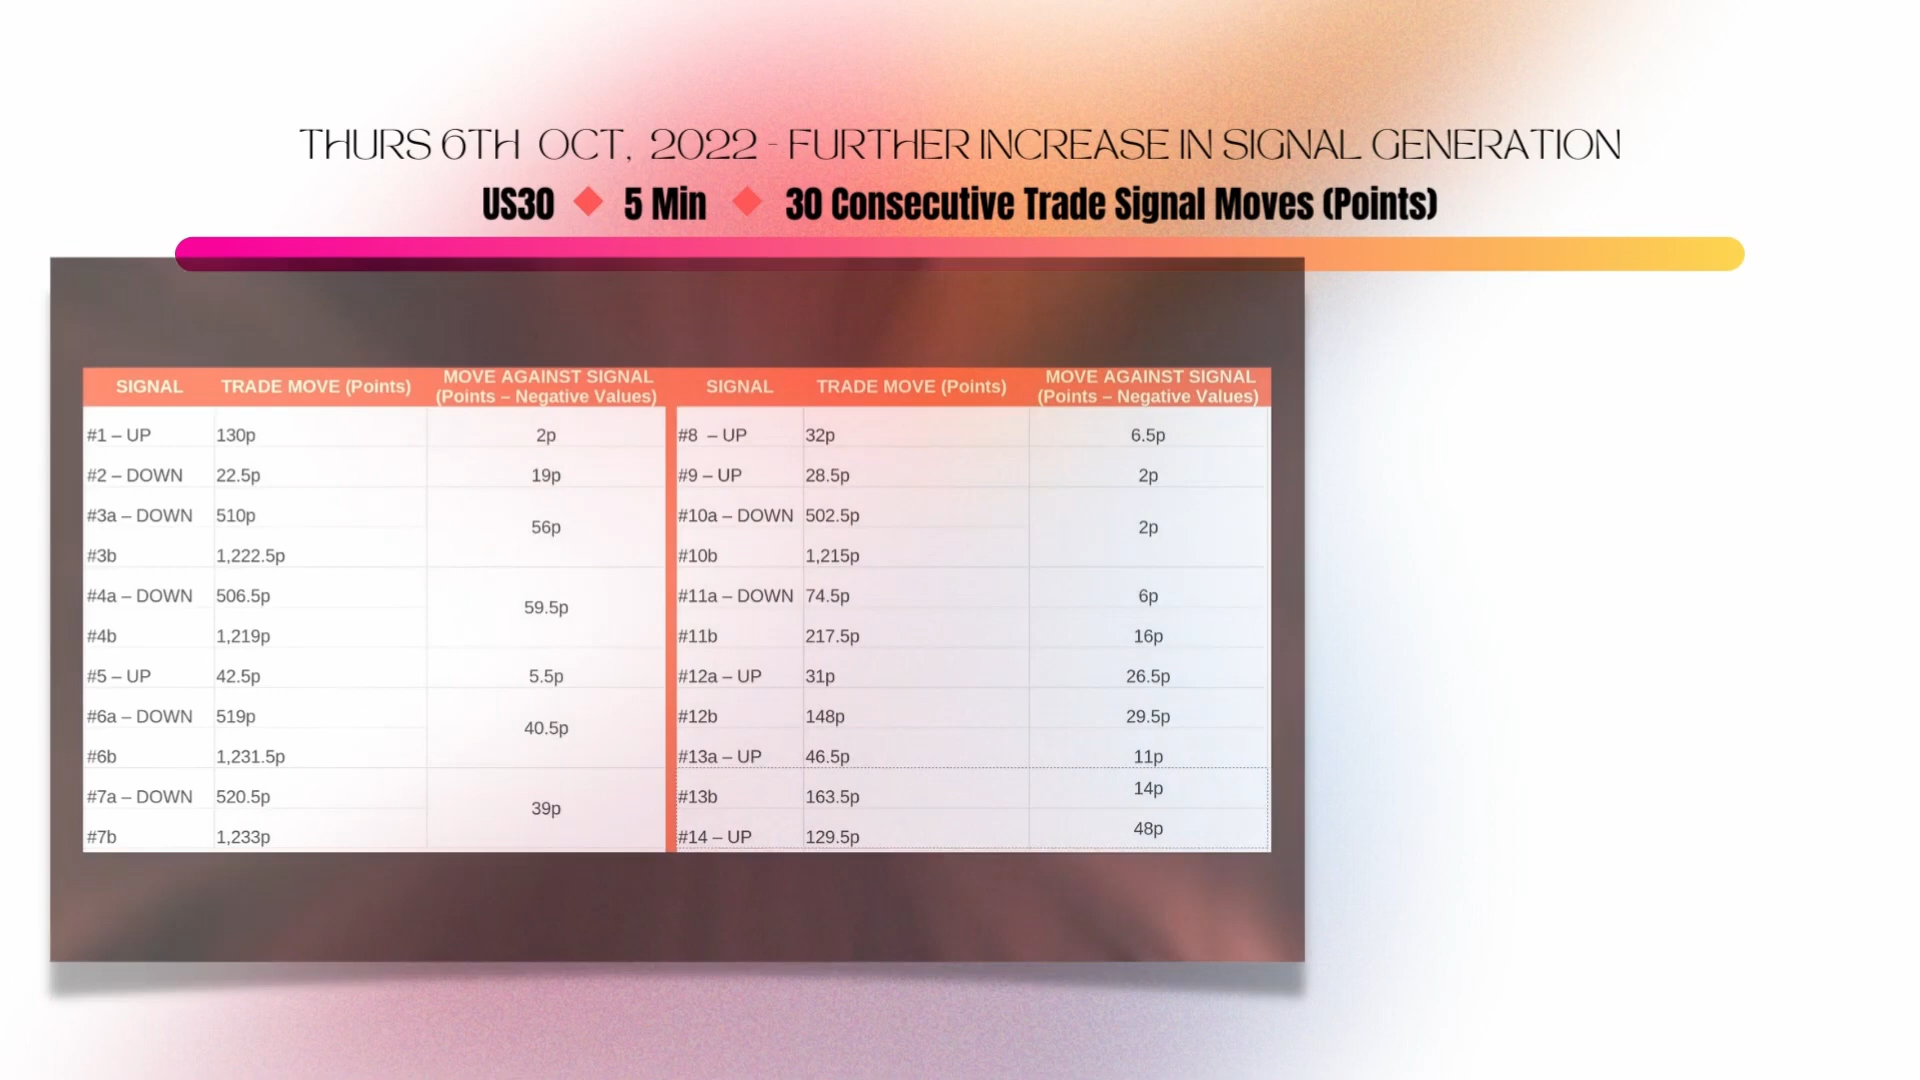 THURS 6TH OCT, 2022 - FURTHER INCREASE IN SIGNAL GENERATION
US30 ◆ 5 Min ◆ 30 Consecutive Trade Signal Moves (Points)
SIGNAL TRADE MOVE (Points) MOVE AGAINST SIGNAL (Points – Negative Values)
#1 – UP 130p 2p
#2 – DOWN 22.5p 19p
#3a – DOWN 510p 56p
#3b 1,222.5p
#4a – DOWN 506.5p 59.5p
#4b 1,219p
#5 – UP 42.5p 5.5p
#6a – DOWN 519p 40.5p
#6b 1,231.5p
#7a – DOWN 520.5p 39p
#7b 1,233p
SIGNAL TRADE MOVE (Points) MOVE AGAINST SIGNAL (Points – Negative Values)
#8 – UP 32p 6.5p
#9 – UP 28.5p 2p
#10a – DOWN 502.5p 2p
#10b 1,215p
#11a – DOWN 74.5p 6p
#11b 217.5p 16p
#12a – UP 31p 26.5p
#12b 148p 29.5p
#13a – UP 46.5p 11p
#13b 163.5p 14p
#14 – UP 129.5p 48p